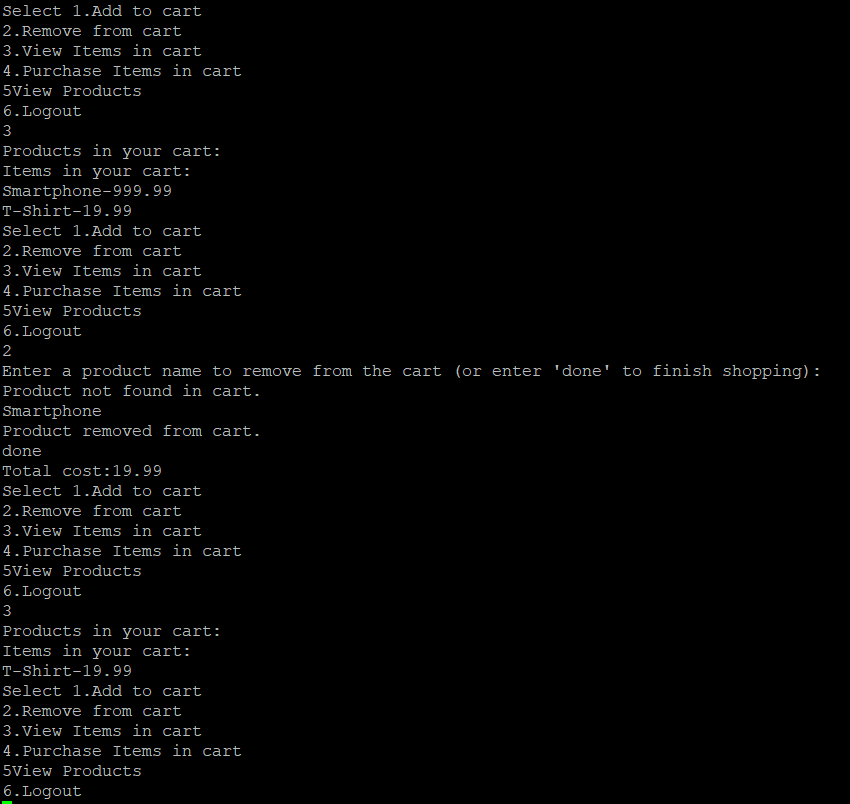 Select 1.Add to cart
2.Remove from cart
3.View Items in cart
4.Purchase Items in cart
5View Products
6.Logout
3
Products in your cart:
Items in your cart:
Smartphone-999.99
T-Shirt-19.99
Select 1.Add to cart
2.Remove from cart
3.View Items in cart
4.Purchase Items in cart
5View Products
6.Logout
2
Enter a product name to remove from the cart (or enter 'done' to finish shopping):
Product not found in cart.
Smartphone
Product removed from cart.
done
Total cost:19.99
Select 1.Add to cart
2.Remove from cart
3.View Items in cart
4.Purchase Items in cart
5View Products
6.Logout
3
Products in your cart:
Items in your cart:
T-Shirt-19.99
Select 1.Add to cart
2.Remove from cart
3.View Items in cart
4.Purchase Items in cart
5View Products
6.Logout